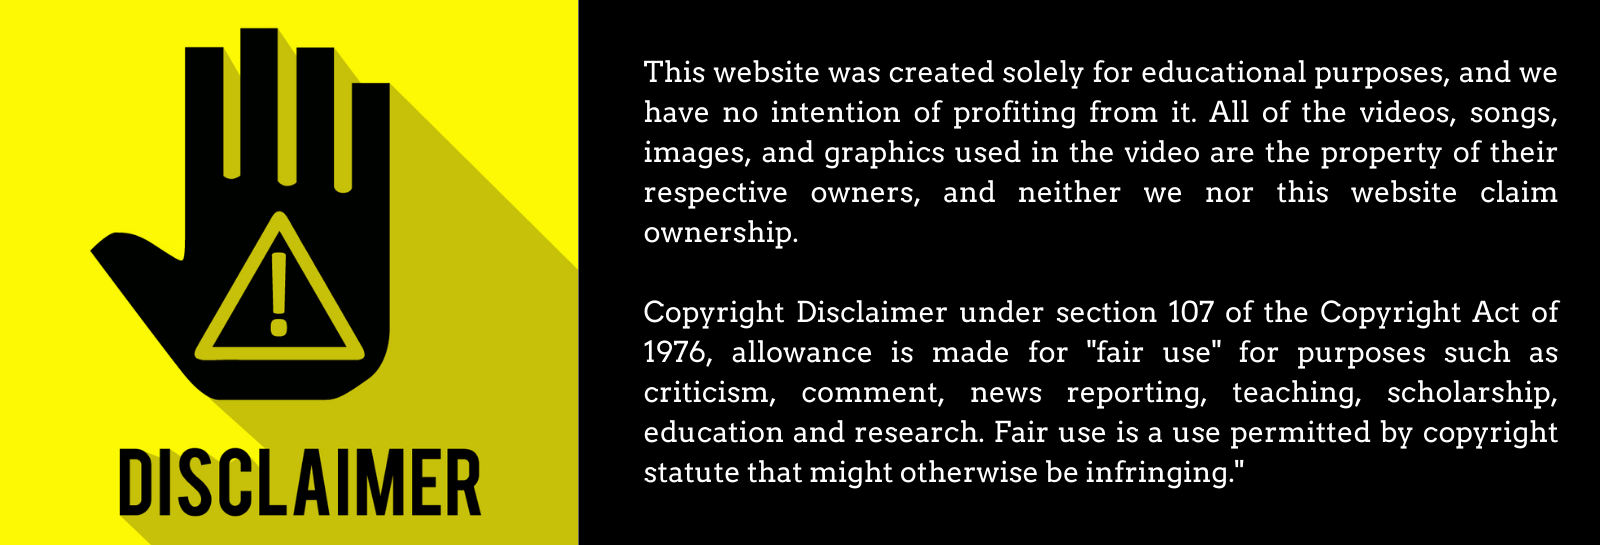 DISCLAIMER
This website was created solely for educational purposes, and we
have no intention of profiting from it. All of the videos, songs,
images, and graphics used in the video are the property of their
respective owners, and neither we nor this website claim
ownership.
Copyright Disclaimer under section 107 of the Copyright Act of
1976, allowance is made for "fair use" for purposes such as
criticism, comment, news reporting, teaching, scholarship,
education and research. Fair use is a use permitted by copyright
statute that might otherwise be infringing."